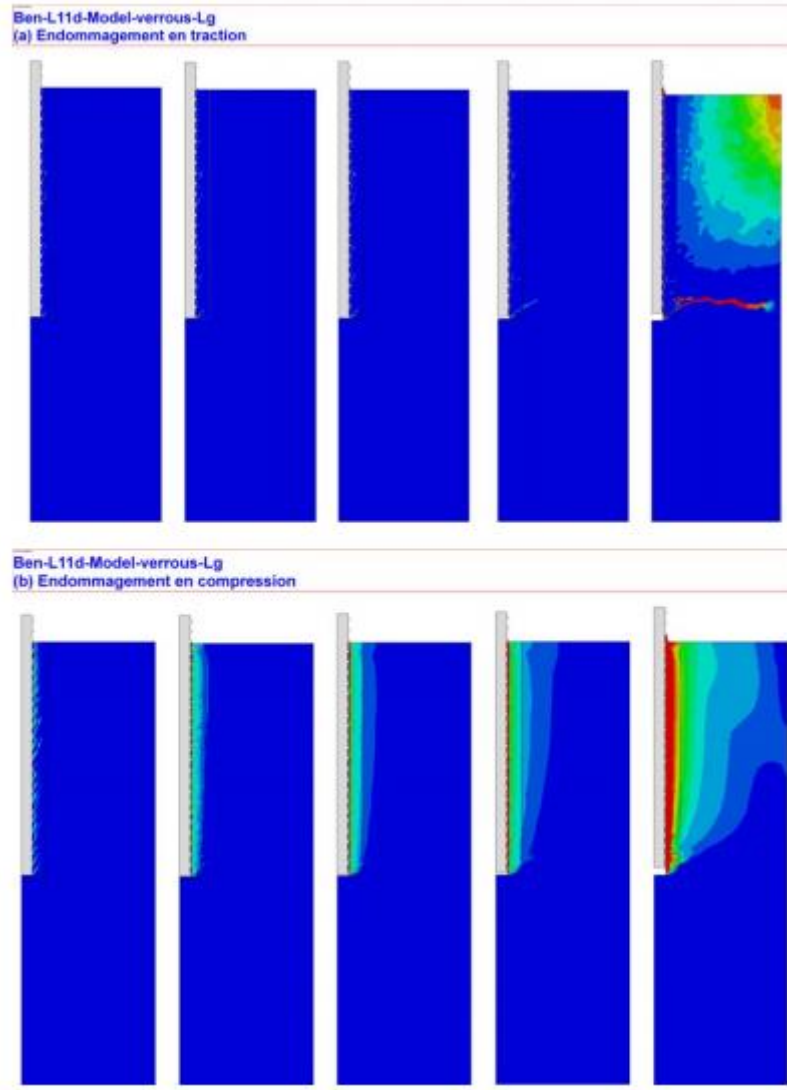 Ben-L11d-Model-verrous-Lg
(a) Endommagement en traction
Ben-L11d-Model-verrous-Lg
(b) Endommagement en compression